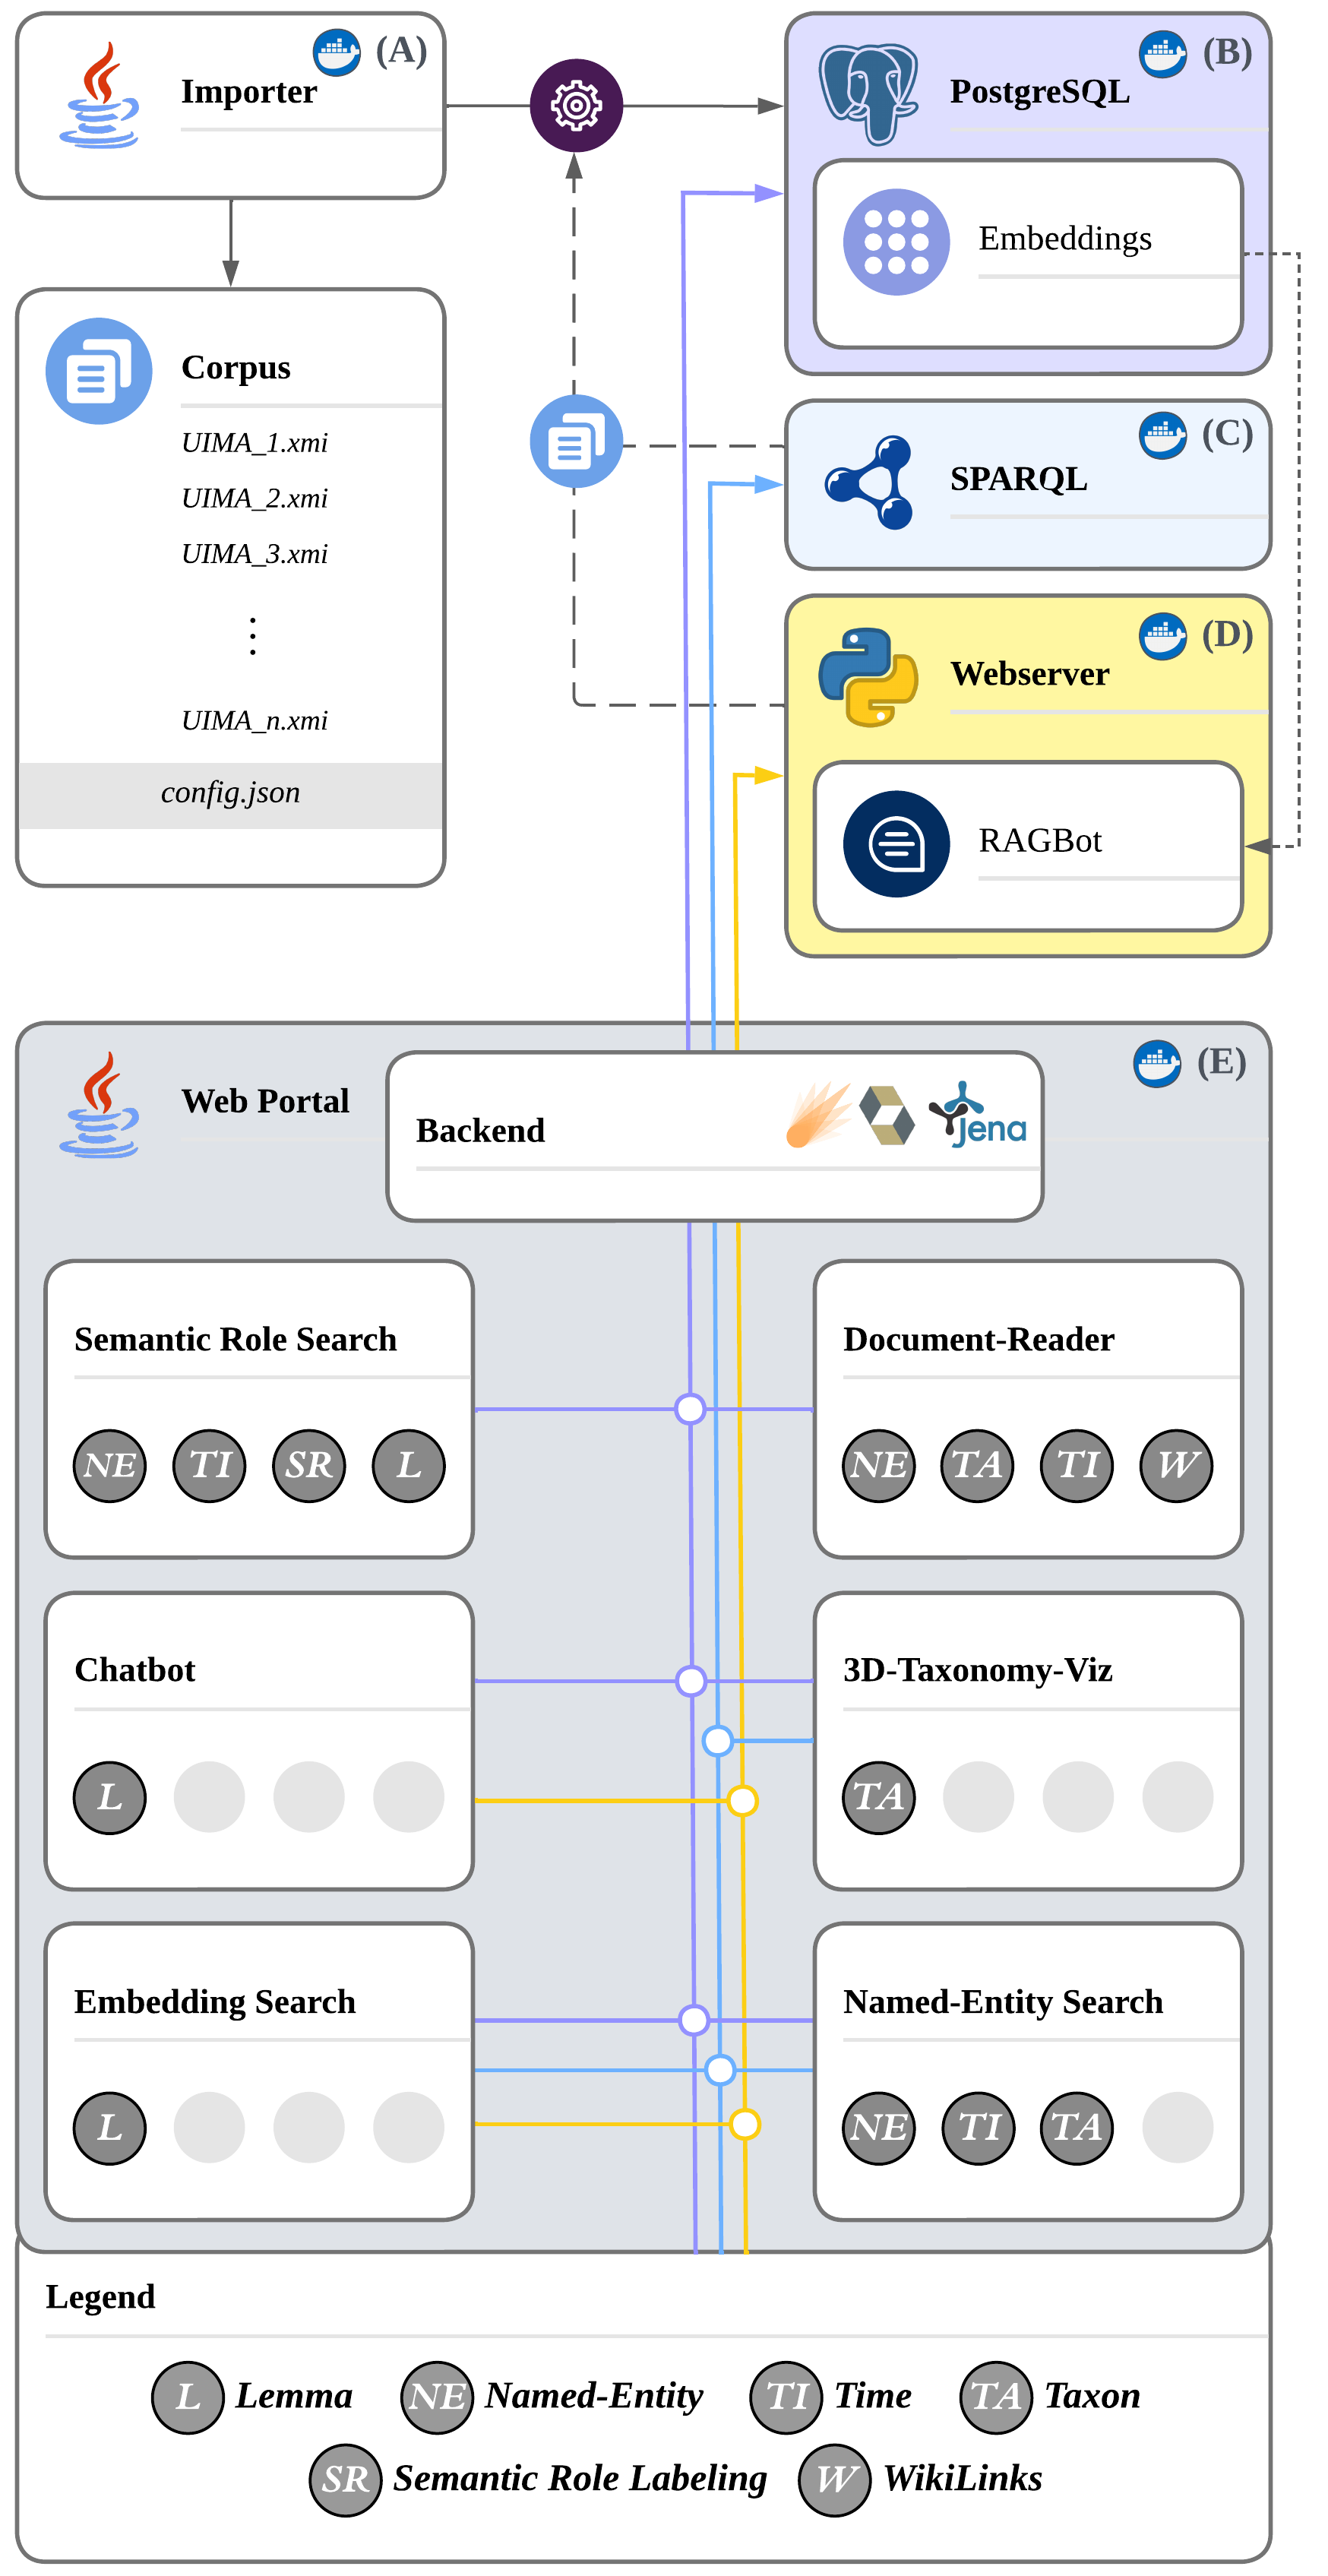 Importer
(A)
PostgreSQL
(B)
Embeddings
Corpus
UIMA_1.xmi
UIMA_2.xmi
UIMA_3.xmi
UIMA_n.xmi
config.json
SPARQL
(C)
Webserver
(D)
RAGBot
Web Portal
(E)
Backend
Jena
Semantic Role Search
NE TI SR L
Document-Reader
NE TA TI W
Chatbot
L
3D-Taxonomy-Viz
TA
Embedding Search
L
Named-Entity Search
NE TI TA
Legend
L Lemma NE Named-Entity TI Time TA Taxon
SR Semantic Role Labeling W WikiLinks